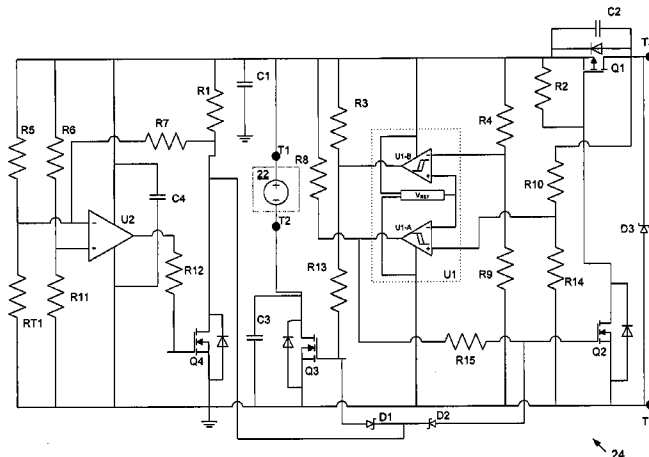 C2
T
Q1
R1
C1
R2
R5
R6
R7
R3
R4
T1
R8
U1-B
22
VREF
R10
C4
U2
T2
U1-A
D3
U1
R12
R13
R9
R14
RT1
R11
C3
Q4
Q3
R15
Q2
D1
D2
T
24